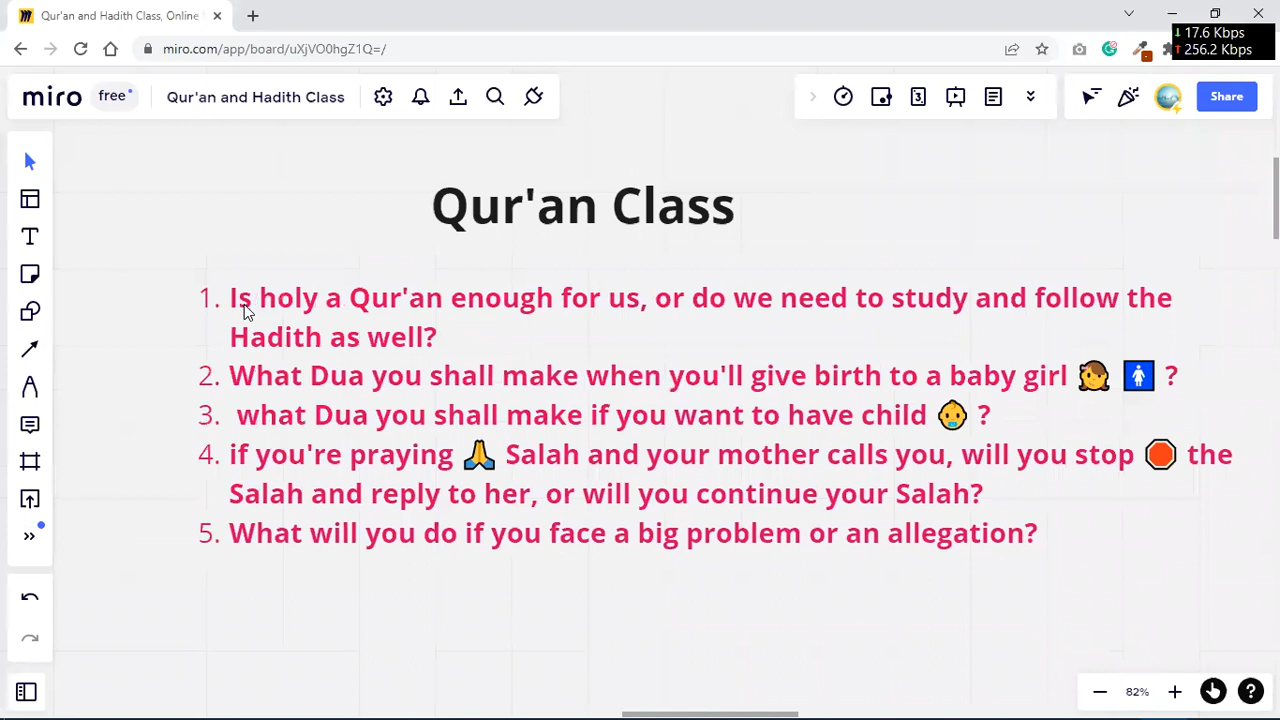 Qur'an and Hadith Class, Online
miro.com/app/board/uXjVO0hgZ1Q=/
↓ 17.6 Kbps
↑ 256.2 Kbps
miro free Qur'an and Hadith Class
Share
Qur'an Class
1. Is holy a Qur'an enough for us, or do we need to study and follow the
Hadith as well?
2. What Dua you shall make when you'll give birth to a baby girl 👧 🚺 ?
3. what Dua you shall make if you want to have child 👶 ?
4. if you're praying 🙏 Salah and your mother calls you, will you stop 🛑 the
Salah and reply to her, or will you continue your Salah?
5. What will you do if you face a big problem or an allegation?
82%